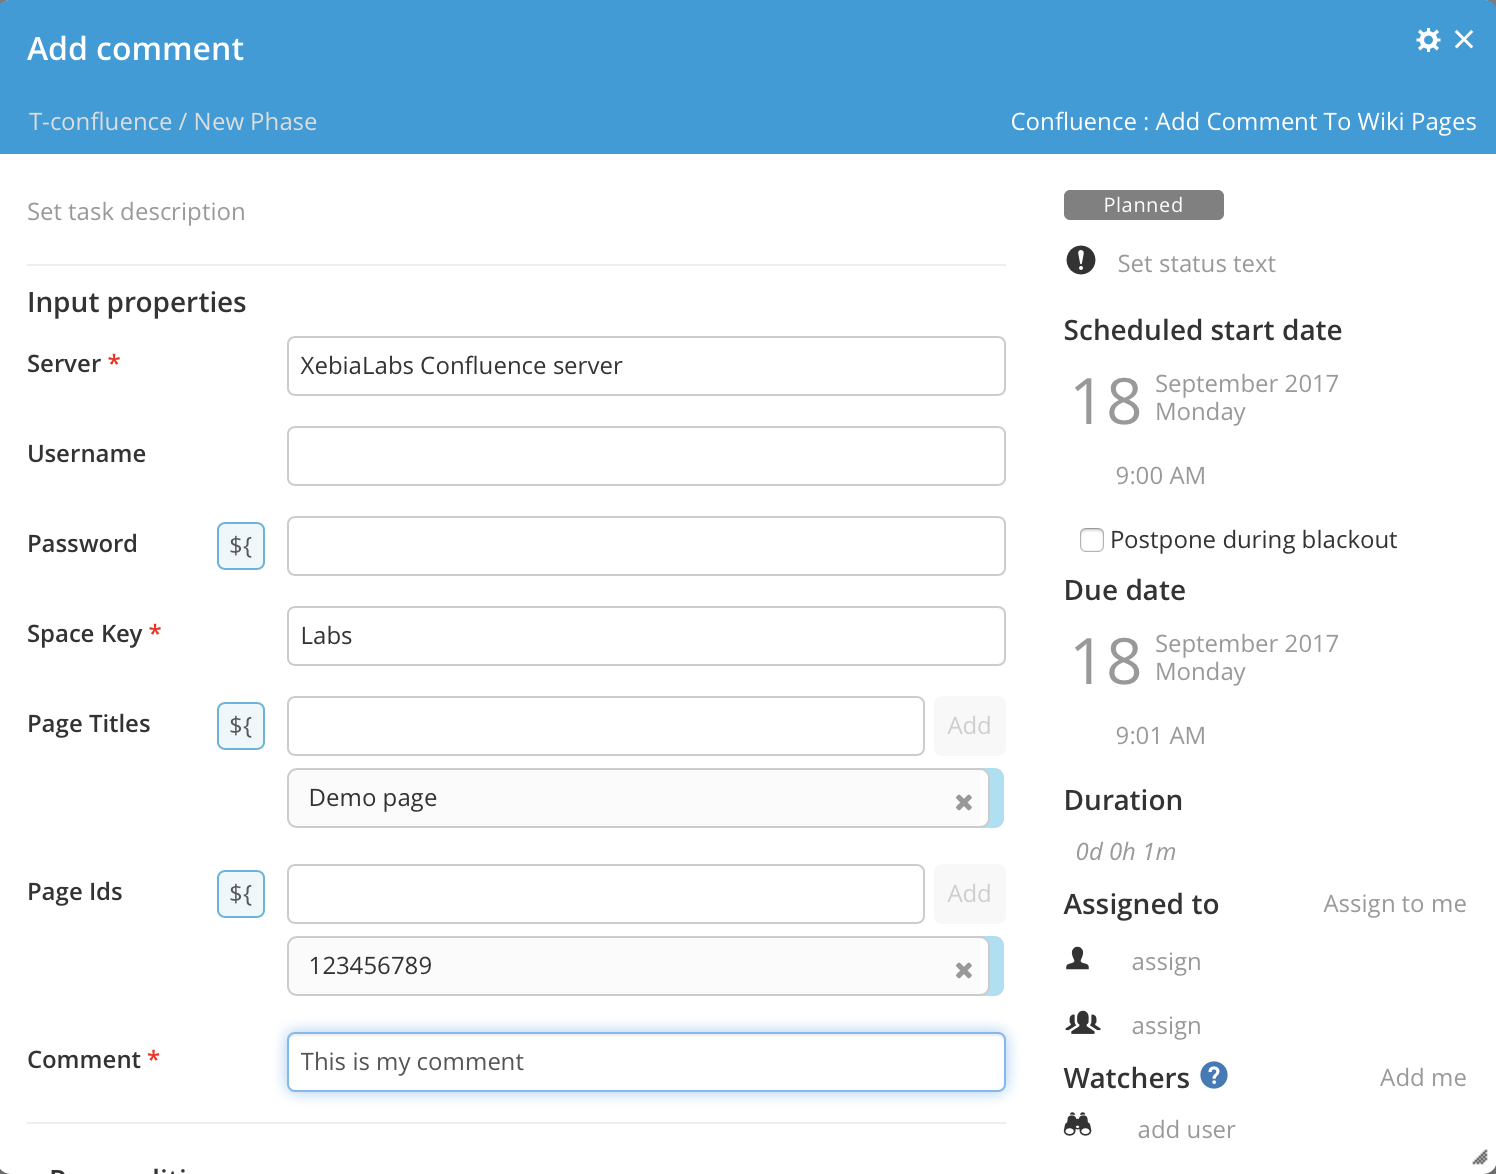 Add comment
T-confluence / New Phase
Confluence : Add Comment To Wiki Pages
Set task description
Input properties
Server *
XebiaLabs Confluence server
Username
Password
${
Space Key *
Labs
Page Titles
${
Add
Demo page
Page Ids
${
Add
123456789
Comment *
This is my comment
Planned
Set status text
Scheduled start date
18
September 2017
Monday
9:00 AM
Postpone during blackout
Due date
18
September 2017
Monday
9:01 AM
Duration
0d 0h 1m
Assigned to
Assign to me
assign
assign
Watchers ?
Add me
add user